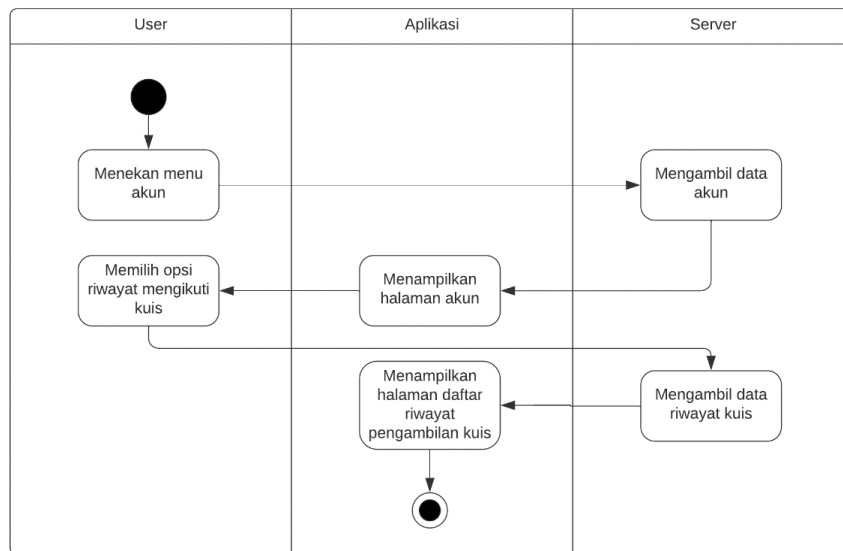 User
Aplikasi
Server
Menekan menu
akun
Mengambil data
akun
Memilih opsi
riwayat mengikuti
kuis
Menampilkan
halaman akun
Menampilkan
halaman daftar
riwayat
pengambilan kuis
Mengambil data
riwayat kuis